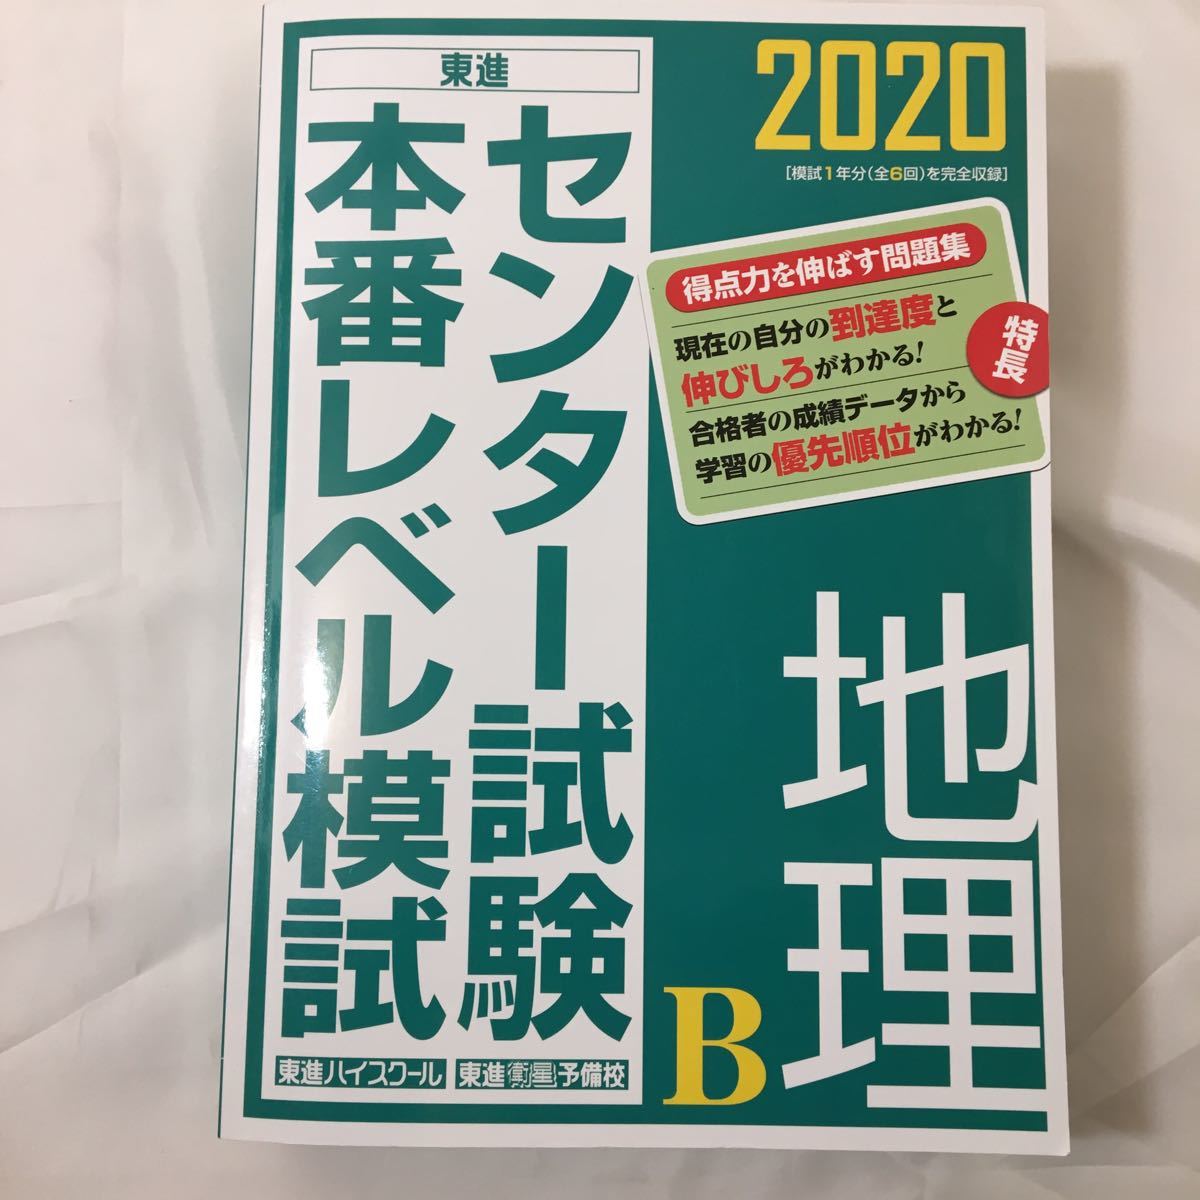 東進
センター試験
本番レベル模試
2020
[模試1年分(全6回)を完全収録]
得点力を伸ばす問題集
特長
現在の自分の到達度と
伸びしろがわかる!
合格者の成績データから
学習の優先順位がわかる!
地理
B
東進ハイスクール
東進衛星予備校